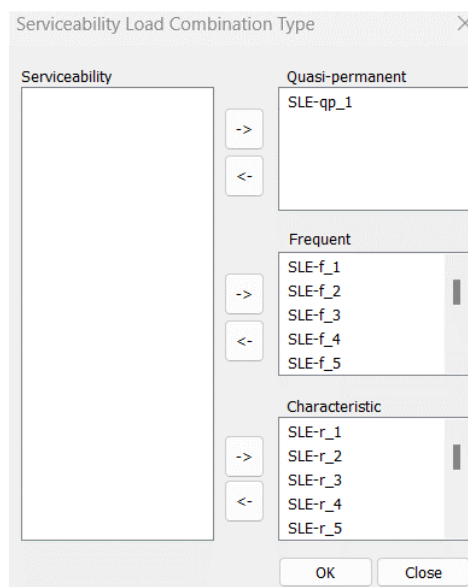 Serviceability Load Combination Type
Serviceability
Quasi-permanent
SLE-qp_1
->
<-
Frequent
SLE-f_1
SLE-f_2
SLE-f_3
SLE-f_4
SLE-f_5
->
<-
Characteristic
SLE-r_1
SLE-r_2
SLE-r_3
SLE-r_4
SLE-r_5
->
<-
OK
Close